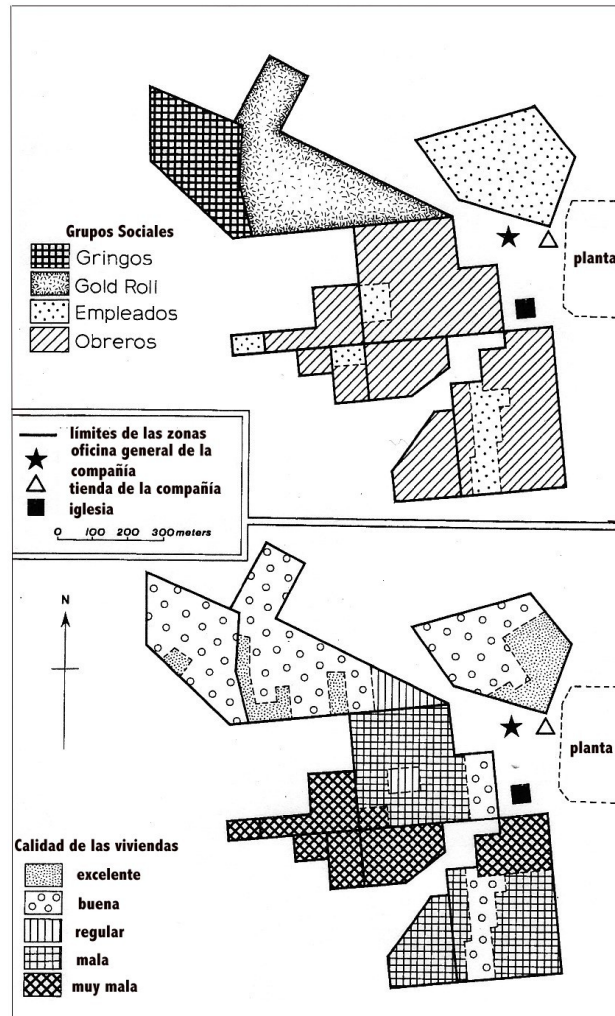 Grupos Sociales
Gringos
Gold Roll
Empleados
Obreros
planta
límites de las zonas
oficina general de la
compañía
tienda de la compañía
iglesia
0 100 200 300 meters
N
planta
Calidad de las viviendas
excelente
buena
regular
mala
muy mala